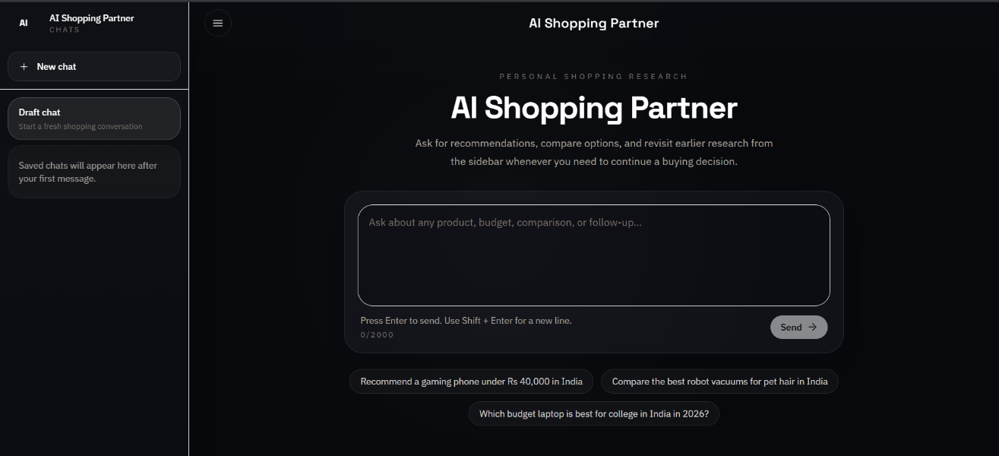 AI
AI Shopping Partner
CHATS
New chat
Draft chat
Start a fresh shopping conversation
Saved chats will appear here after
your first message.
AI Shopping Partner
PERSONAL SHOPPING RESEARCH
AI Shopping Partner
Ask for recommendations, compare options, and revisit earlier research from
the sidebar whenever you need to continue a buying decision.
Ask about any product, budget, comparison, or follow-up...
Press Enter to send. Use Shift + Enter for a new line.
0/2000
Send
Recommend a gaming phone under Rs 40,000 in India
Compare the best robot vacuums for pet hair in India
Which budget laptop is best for college in India in 2026?